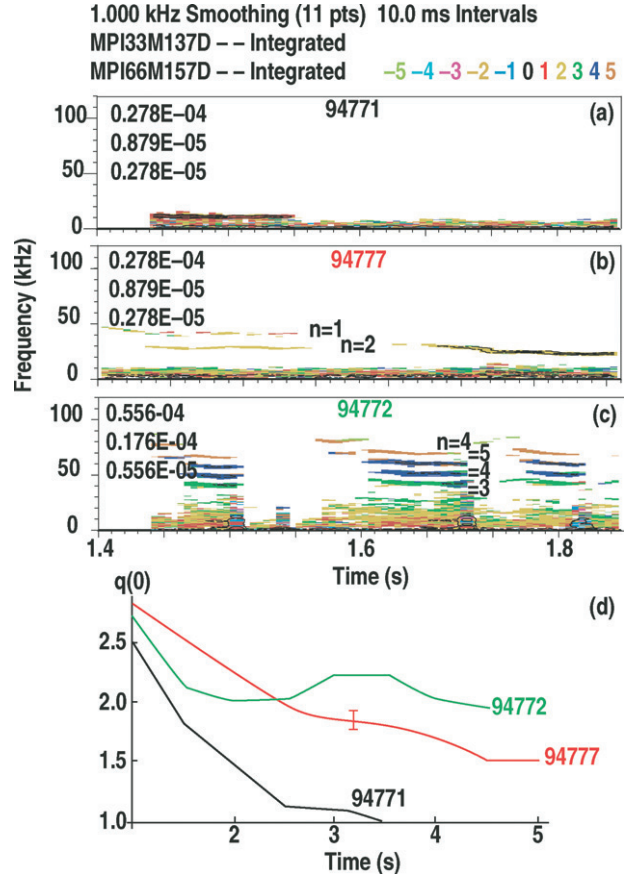 1.000 kHz Smoothing (11 pts) 10.0 ms Intervals
MPI33M137D – – Integrated
MPI66M157D – – Integrated –5 –4 –3 –2 –1 0 1 2 3 4 5
94771 (a)
0.278E–04
0.879E–05
0.278E–05
100
50
0
94777 (b)
0.278E–04
0.879E–05
0.278E–05
100
50
0
n=1
n=2
Frequency (kHz)
94772 (c)
0.556-04
0.176E–04
0.556E–05
100
50
0
n=4
=5
=4
=3
1.4 1.6 1.8
Time (s)
q(0) (d)
2.5
2.0
1.5
1.0
94772
94777
94771
2 3 4 5
Time (s)